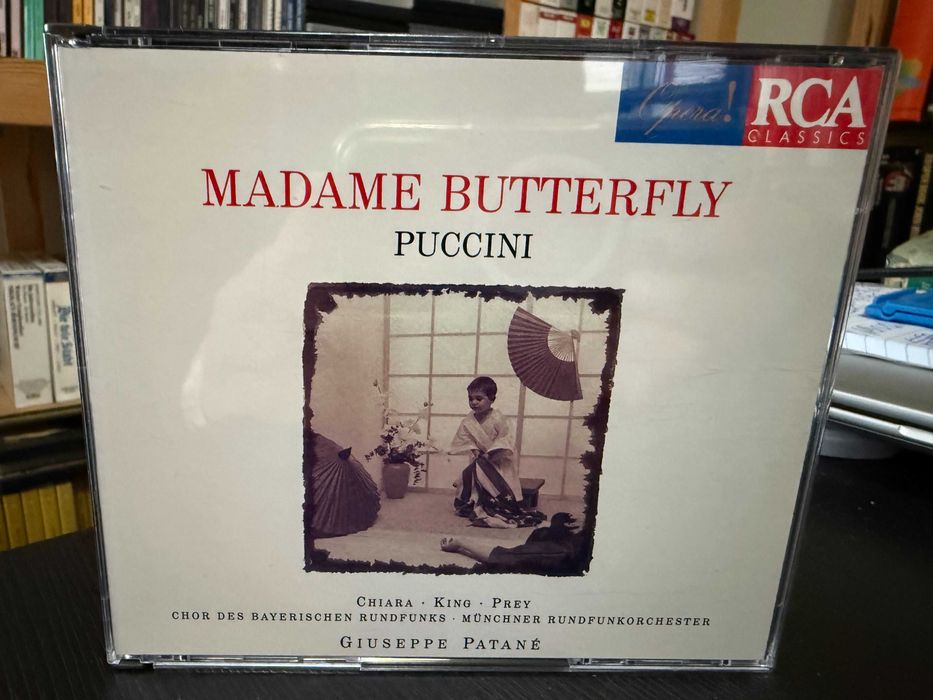 Opera!
RCA
CLASSICS
MADAME BUTTERFLY
PUCCINI
CHIARA · KING · PREY
CHOR DES BAYERISCHEN RUNDFUNKS · MÜNCHNER RUNDFUNKORCHESTER
GIUSEPPE PATANÉ